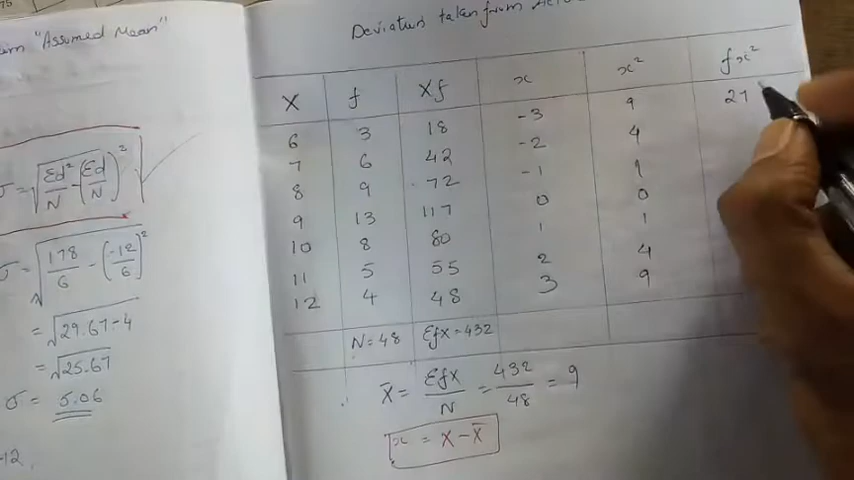 75
"Assumed Mean"
σ = √Σd²/N - (Σd/N)²
σ = √178/6 - (-12/6)²
= √29.67-4
= √25.67
σ = 5.06
-12
Deviation taken from
X f Xf x x² fx²
6 3 18 -3 9 27
7 6 42 -2 4
8 9 72 -1 1
9 13 117 0 0
10 8 80 1 1
11 5 55 2 4
12 4 48 3 9
N=48 Σfx=432
∴ X̄ = ΣfX/N = 432/48 = 9
x = X-X̄